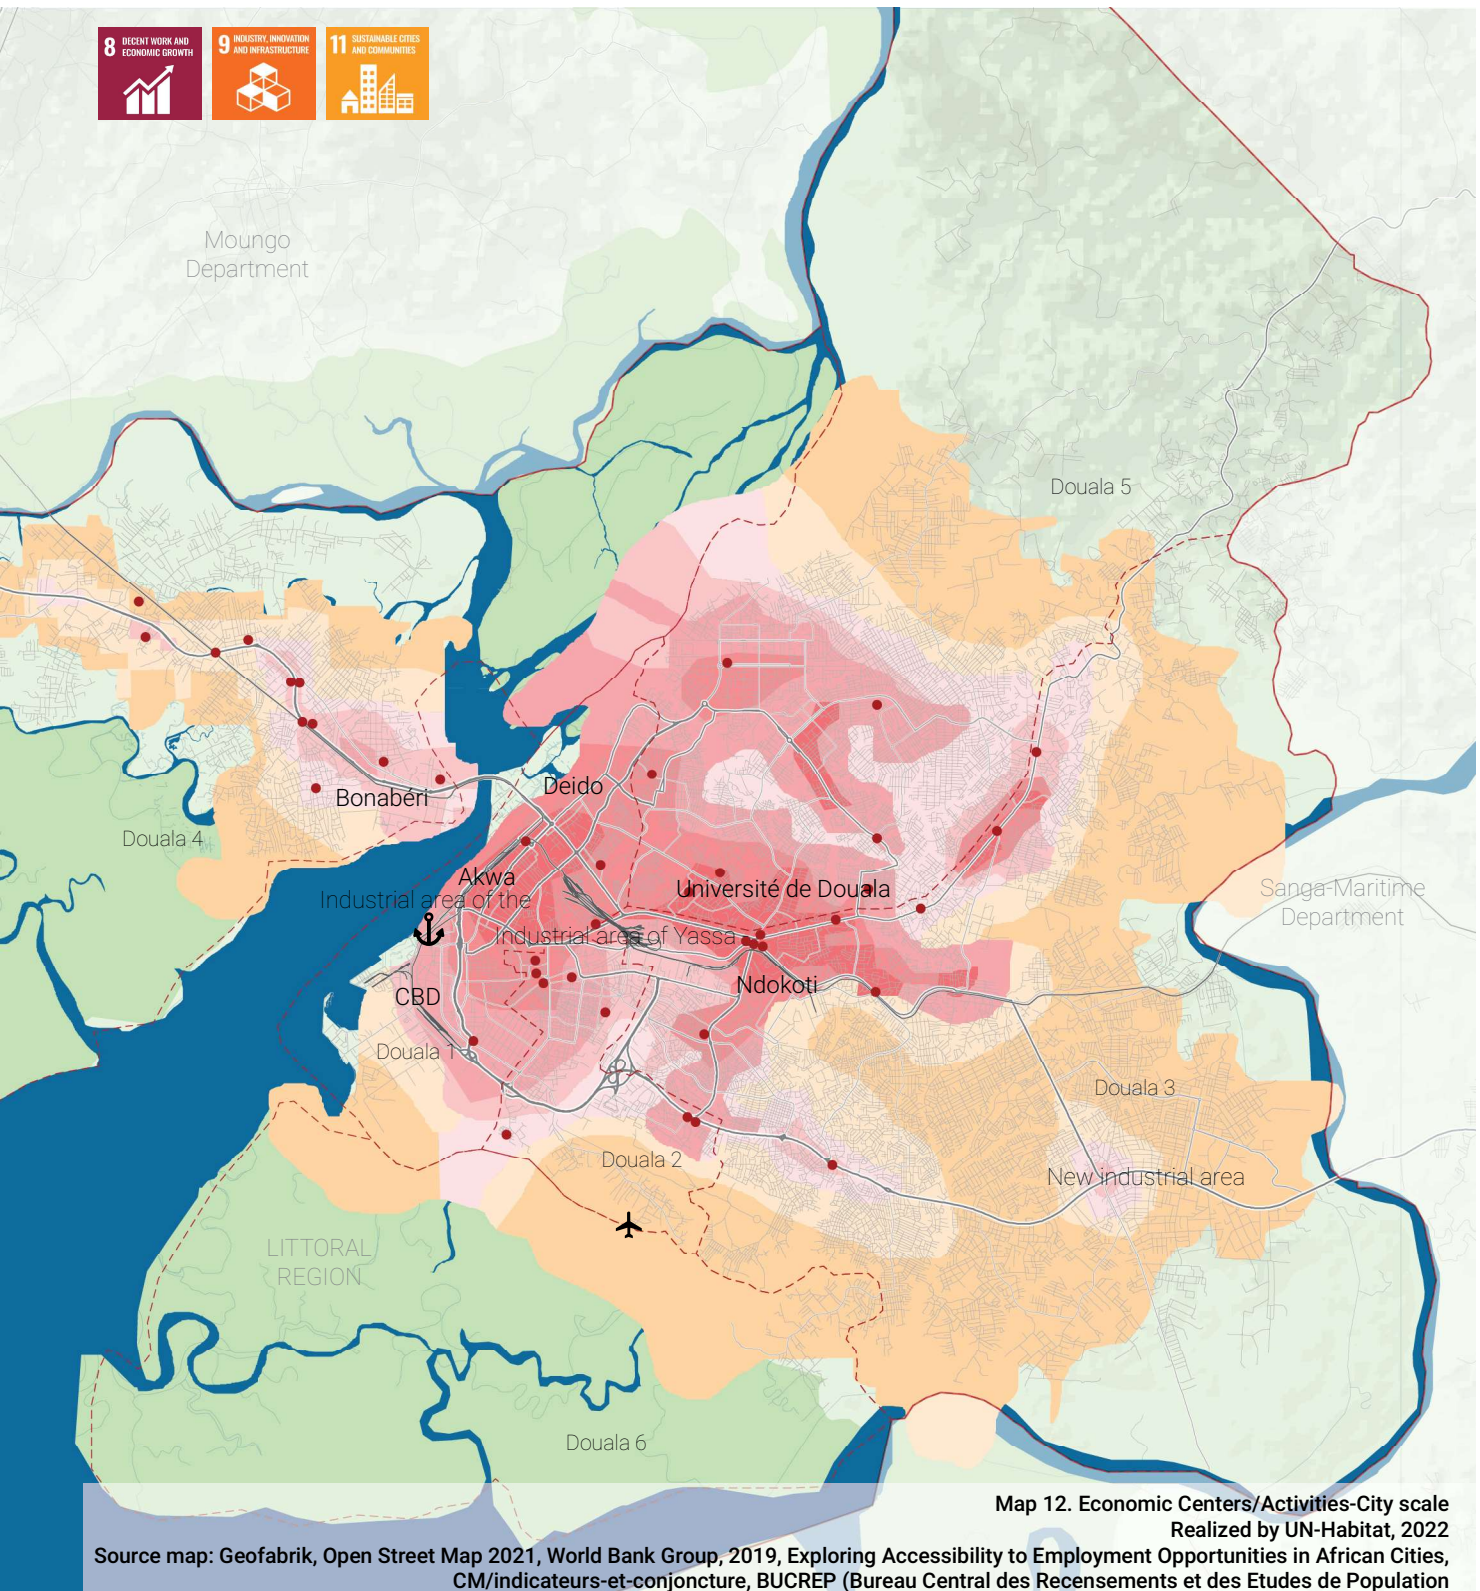 8 DECENT WORK AND
ECONOMIC GROWTH
9 INDUSTRY, INNOVATION
AND INFRASTRUCTURE
11 SUSTAINABLE CITIES
AND COMMUNITIES
Moungo
Department
Douala 5
Deido
Bonabéri
Douala 4
Akwa
Université de Douala
Industrial area of the
Sanga-Maritime
Department
Industrial area of Yassa
Ndokoti
CBD
Douala 1
Douala 3
Douala 2
New industrial area
LITTORAL
REGION
Douala 6
Map 12. Economic Centers/Activities-City scale
Realized by UN-Habitat, 2022
Source map: Geofabrik, Open Street Map 2021, World Bank Group, 2019, Exploring Accessibility to Employment Opportunities in African Cities,
CM/indicateurs-et-conjoncture, BUCREP (Bureau Central des Recensements et des Etudes de Population